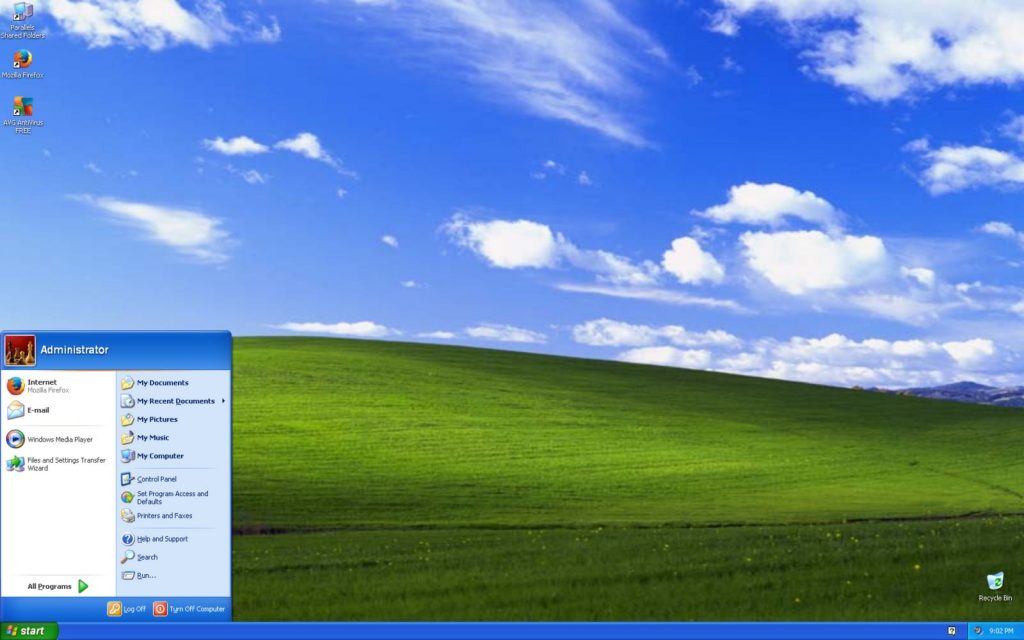 Parallels
Shared Folders
Mozilla Firefox
AVG AntiVirus
FREE
Administrator
Internet
Mozilla Firefox
E-mail
Windows Media Player
Files and Settings Transfer
Wizard
All Programs
My Documents
My Recent Documents
My Pictures
My Music
My Computer
Control Panel
Set Program Access and
Defaults
Printers and Faxes
Help and Support
Search
Run...
Log Off
Turn Off Computer
Recycle Bin
start
9:02 PM